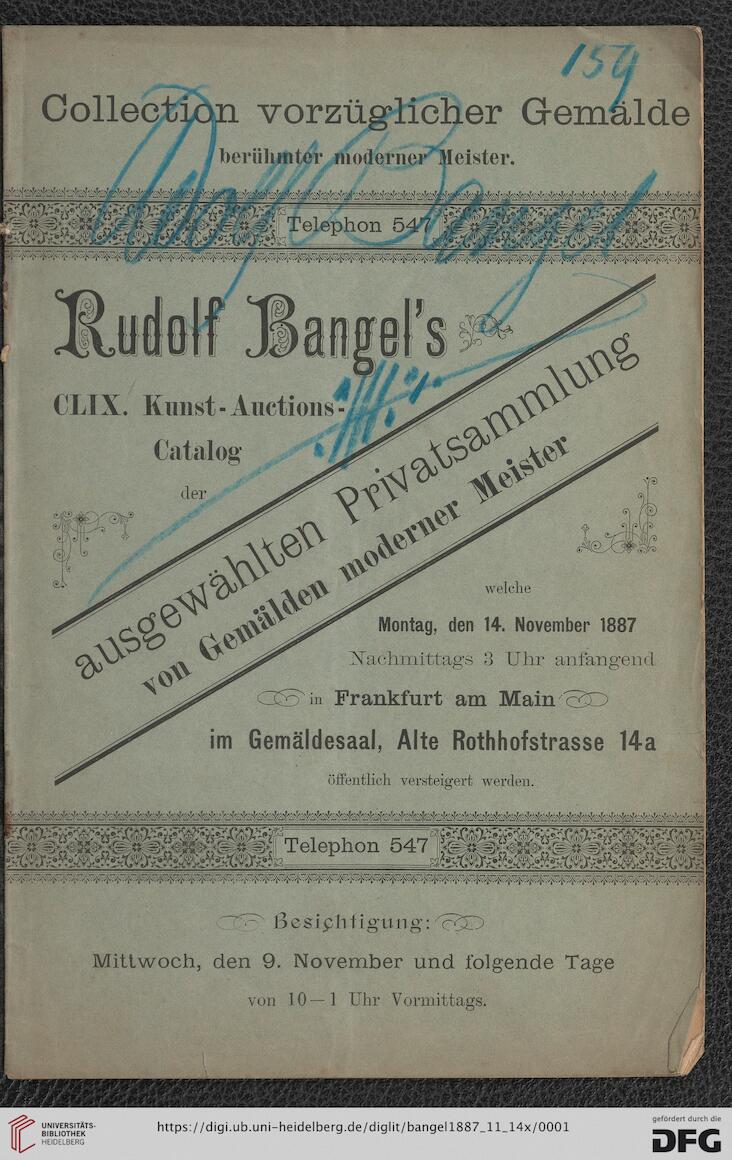 159
Collection vorzüglicher Gemälde
berühmter moderner Meister.
Telephon 547
Bangel
Rudolf Bangel's
CLIX. Kunst-Auctions-
Catalog
der
ausgewählten Privatsammlung
von Gemälden moderner Meister
welche
Montag, den 14. November 1887
Nachmittags 3 Uhr anfangend
in Frankfurt am Main
im Gemäldesaal, Alte Rothhofstrasse 14a
öffentlich versteigert werden.
Telephon 547
Besichtigung:
Mittwoch, den 9. November und folgende Tage
von 10—1 Uhr Vormittags.
UNIVERSITÄTS-
BIBLIOTHEK
HEIDELBERG
https://digi.ub.uni-heidelberg.de/diglit/bangel1887_11_14x/0001
gefördert durch die
DFG